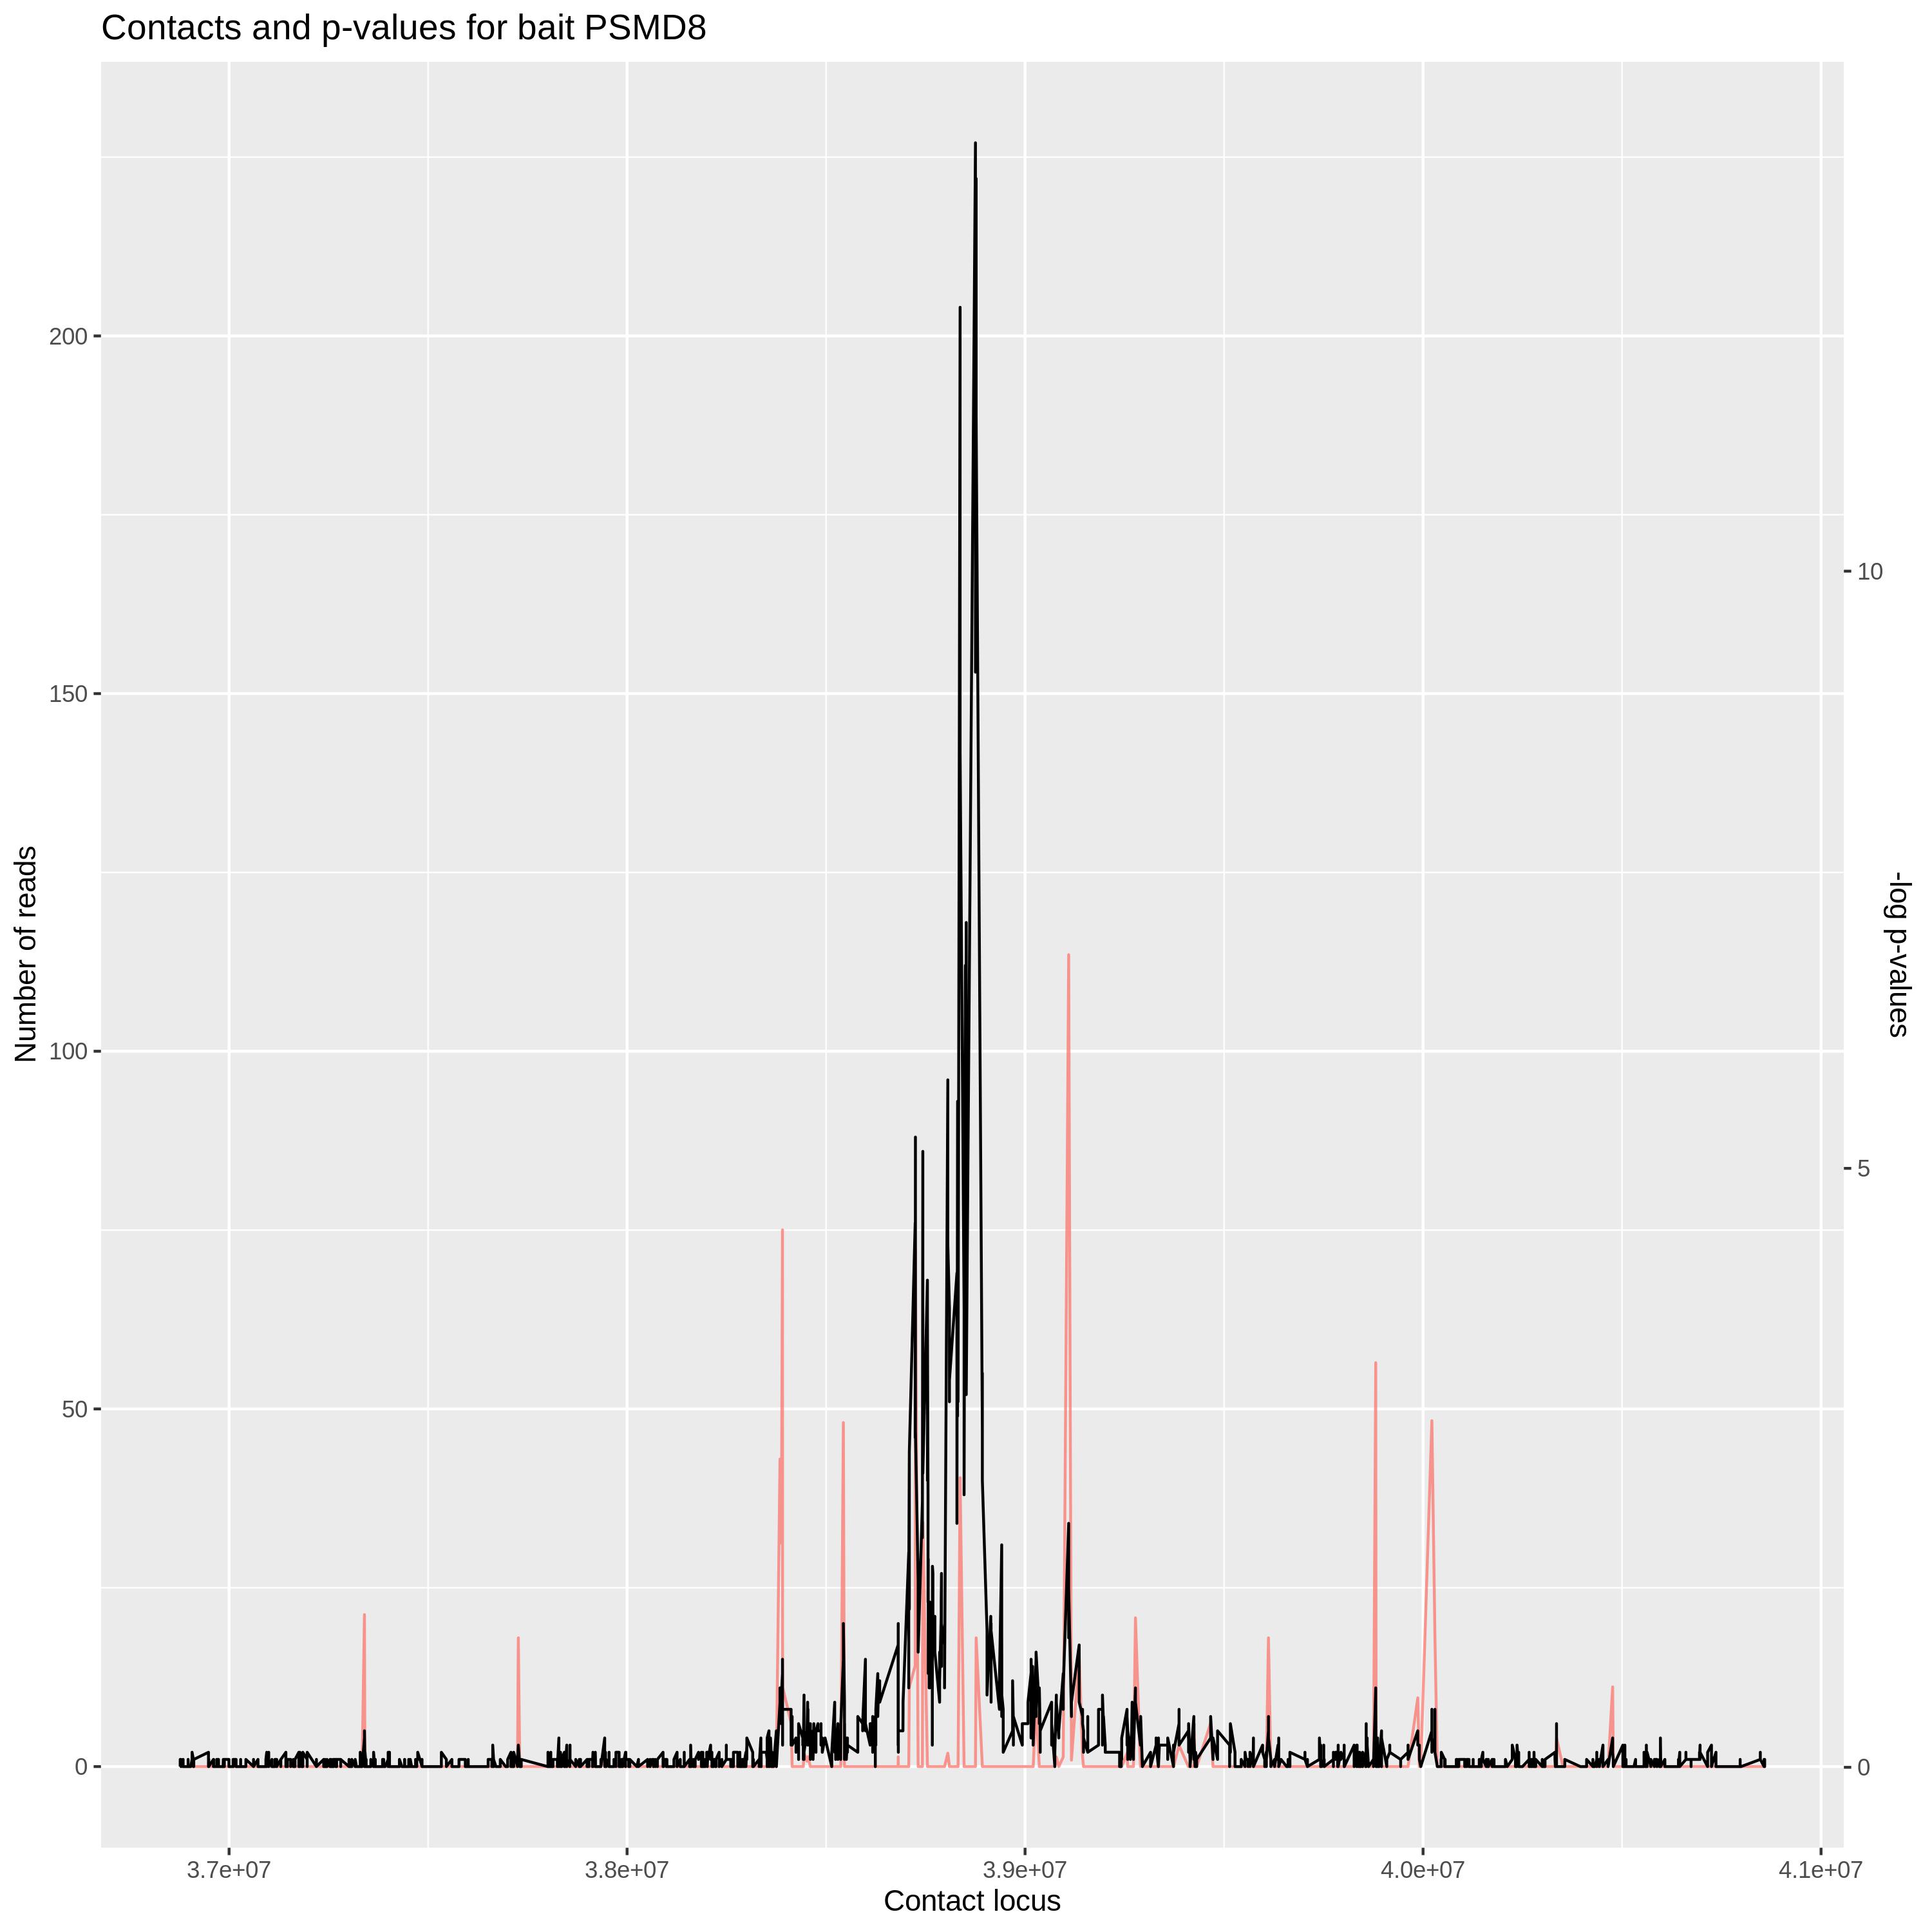 Contacts and p-values for bait PSMD8
Number of reads
200
150
100
50
0
10
5
0
-log p-values
3.7e+07
3.8e+07
3.9e+07
4.0e+07
4.1e+07
Contact locus